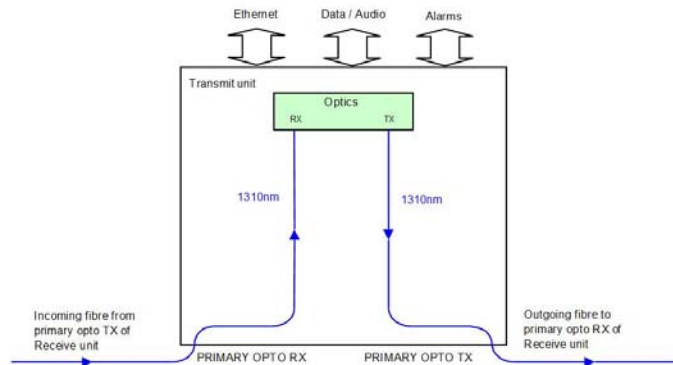 Ethernet
Data / Audio
Alarms
Transmit unit
Optics
RX
TX
1310nm
1310nm
Incoming fibre from
primary opto TX of
Receive unit
Outgoing fibre to
primary opto RX of
Receive unit
PRIMARY OPTO RX
PRIMARY OPTO TX